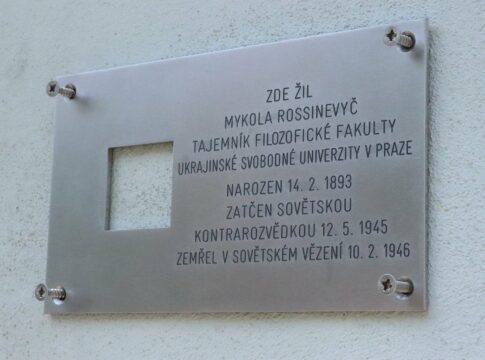 ZDE ŽIL
MYKOLA ROSSINEVYČ
TAJEMNÍK FILOZOFICKÉ FAKULTY
UKRAJINSKÉ SVOBODNÉ UNIVERZITY V PRAZE
NAROZEN 14. 2. 1893
ZATČEN SOVĚTSKOU
KONTRAROZVĚDKOU 12. 5. 1945
ZEMŘEL V SOVĚTSKÉM VĚZENÍ 10. 2. 1946